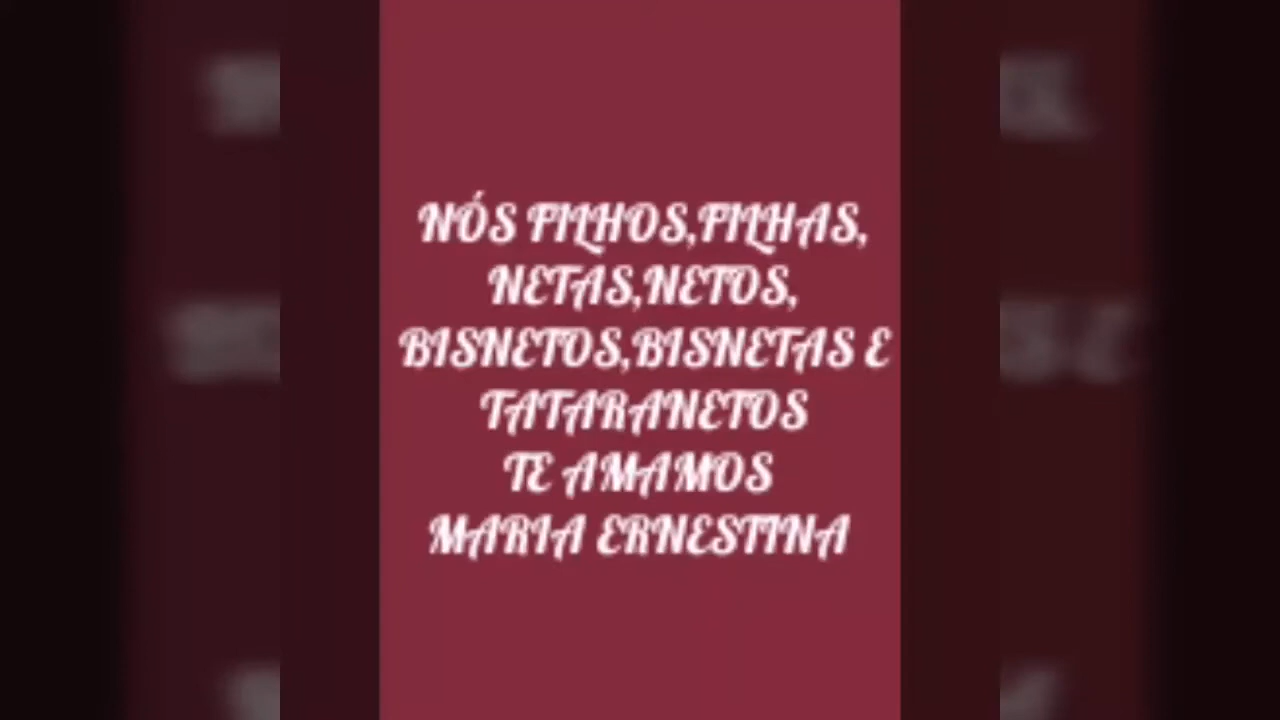 NÓS FILHOS,FILHAS,
NETAS,NETOS,
BISNETOS,BISNETAS E
TATARANETOS
TE AMAMOS
MARIA ERNESTINA